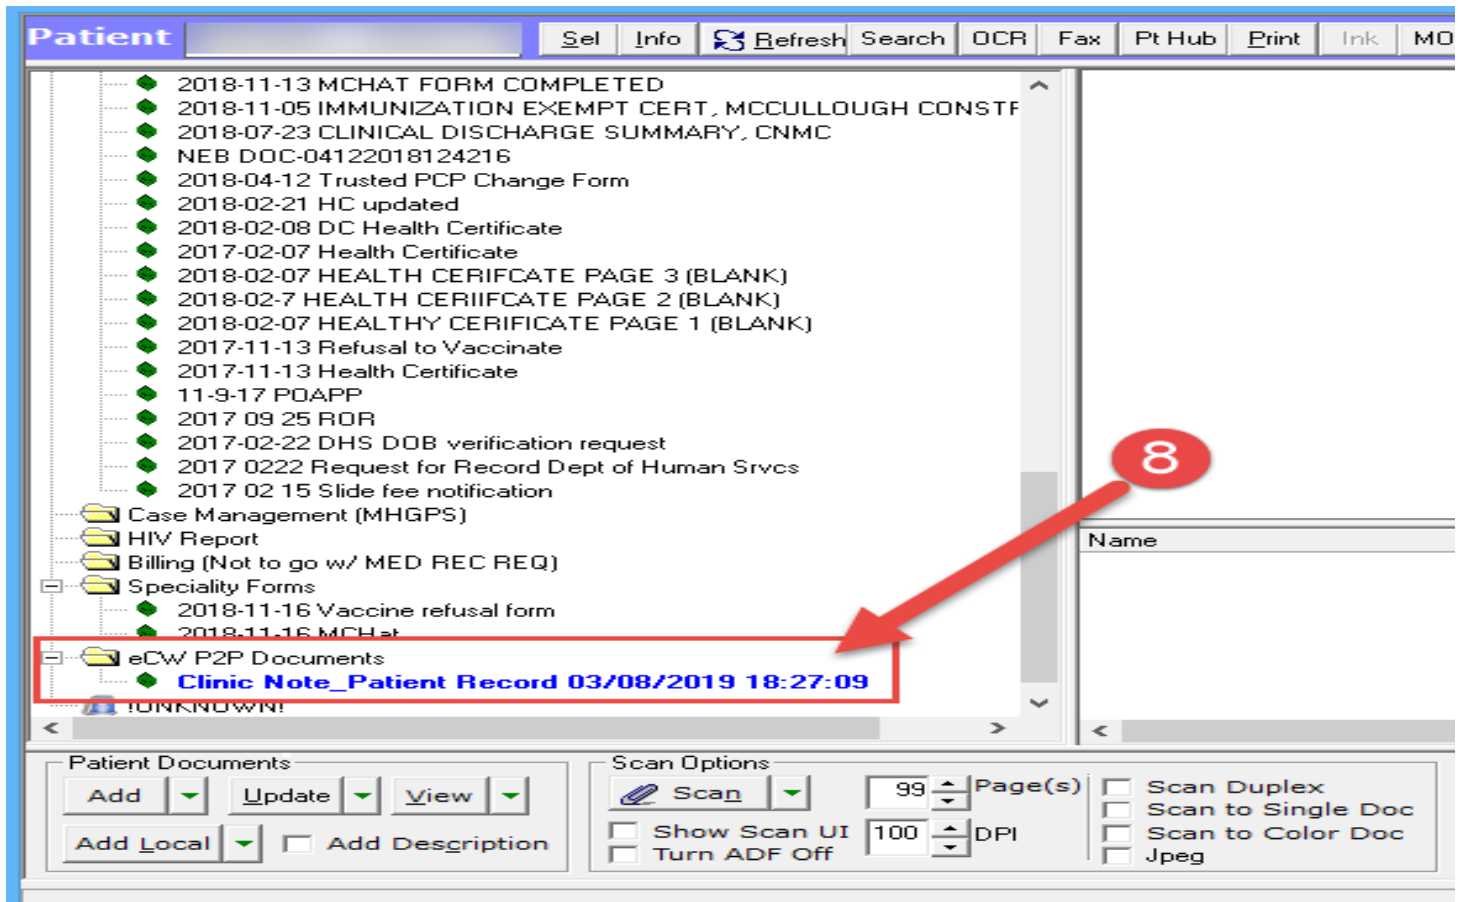 Patient Sel Info Refresh Search OCR Fax Pt Hub Print Ink MO
2018-11-13 MCHAT FORM COMPLETED
2018-11-05 IMMUNIZATION EXEMPT CERT, MCCULLOUGH CONSTF
2018-07-23 CLINICAL DISCHARGE SUMMARY, CNMC
NEB DOC-04122018124216
2018-04-12 Trusted PCP Change Form
2018-02-21 HC updated
2018-02-08 DC Health Certificate
2017-02-07 Health Certificate
2018-02-07 HEALTH CERIFCATE PAGE 3 (BLANK)
2018-02-7 HEALTH CERIIFCATE PAGE 2 (BLANK)
2018-02-07 HEALTHY CERIFICATE PAGE 1 (BLANK)
2017-11-13 Refusal to Vaccinate
2017-11-13 Health Certificate
11-9-17 POAPP
2017 09 25 ROR
2017-02-22 DHS DOB verification request
2017 0222 Request for Record Dept of Human Srvcs
2017 02 15 Slide fee notification
Case Management (MHGPS)
HIV Report
Billing (Not to go w/ MED REC REQ)
Speciality Forms
2018-11-16 Vaccine refusal form
2018-11-16 MCHat
eCW P2P Documents
Clinic Note_Patient Record 03/08/2019 18:27:09
!UNKNOWN!
8
Name
Patient Documents
Add Update View
Add Local Add Description
Scan Options
Scan 99 Page(s)
Show Scan UI 100 DPI
Turn ADF Off
Scan Duplex
Scan to Single Doc
Scan to Color Doc
Jpeg